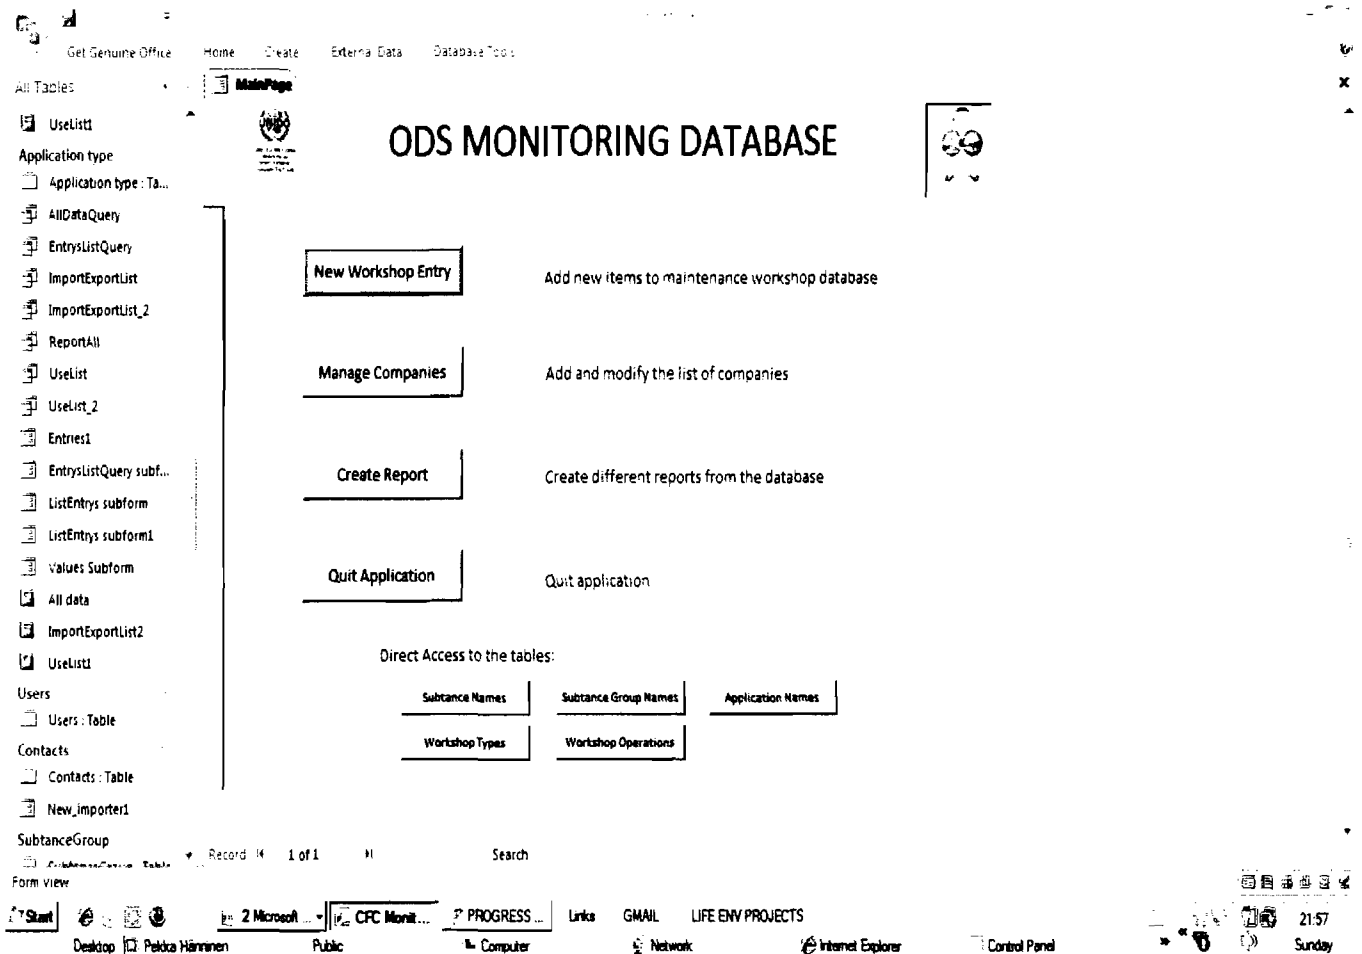 Get Genuine Office Home Create External Data Database Tools
All Tables
MainPage
UseList1
Application type
Application type : Ta...
AllDataQuery
EntrysListQuery
ImportExportList
ImportExportList_2
ReportAll
UseList
UseList_2
Entries1
EntrysListQuery subf...
ListEntrys subform
ListEntrys subform1
Values Subform
All data
ImportExportList2
UseList1
Users
Users : Table
Contacts
Contacts : Table
New_importer1
SubtanceGroup
ODS MONITORING DATABASE
New Workshop Entry
Add new items to maintenance workshop database
Manage Companies
Add and modify the list of companies
Create Report
Create different reports from the database
Quit Application
Quit application
Direct Access to the tables:
Subtance Names Subtance Group Names Application Names
Workshop Types Workshop Operations
Record 1 of 1 Search
Form View
Start 2 Microsoft ... CFC Monit... PROGRESS ... Links GMAIL LIFE ENV PROJECTS 21:57
Desktop Pekka Hänninen Public Computer Network Internet Explorer Control Panel Sunday